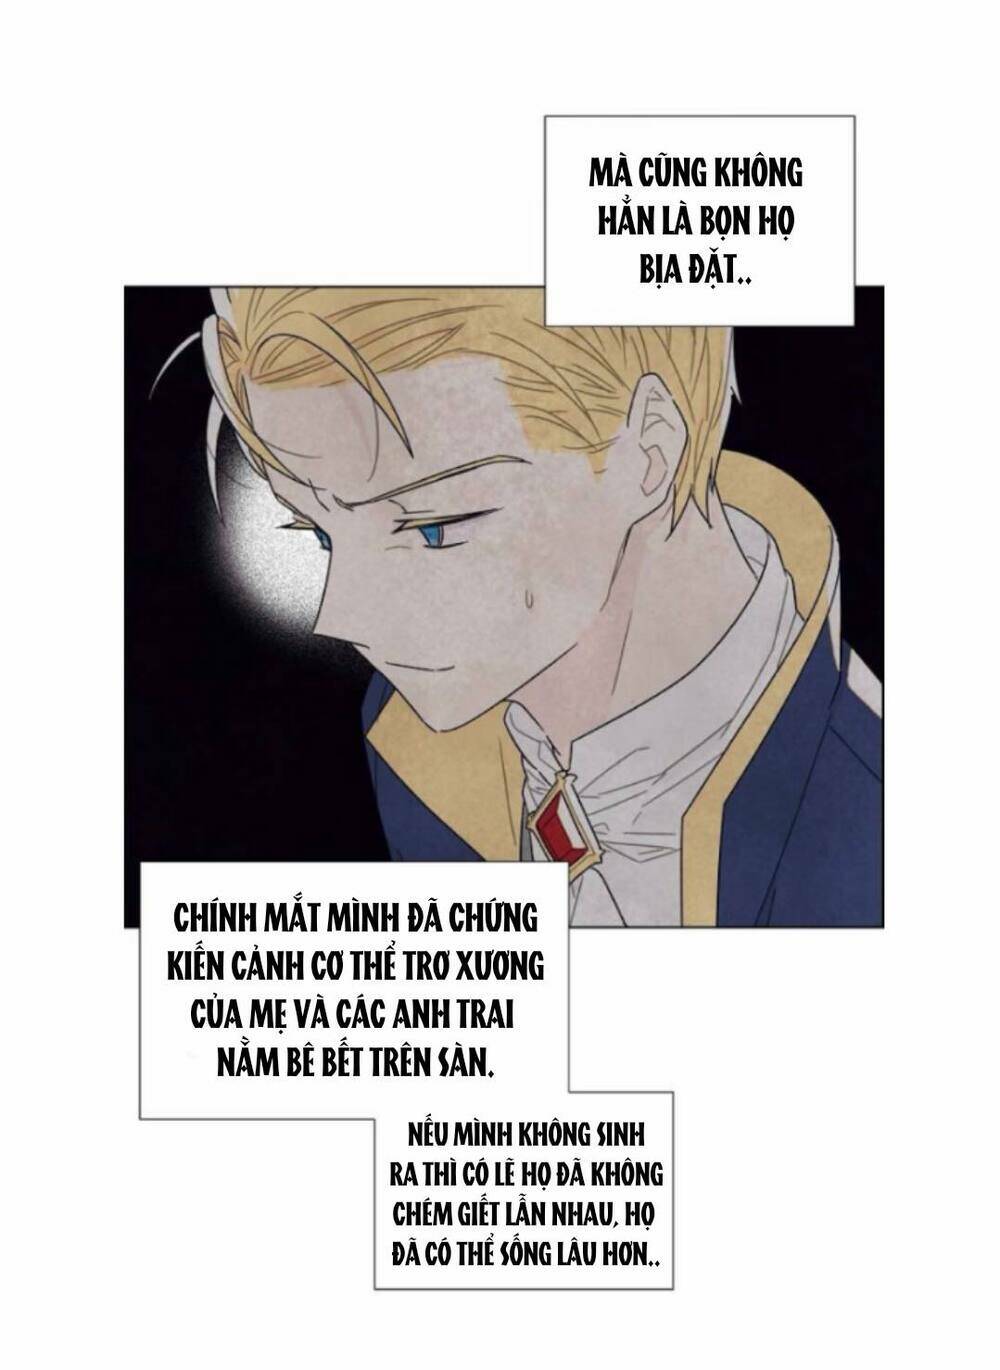 MÀ CŨNG KHÔNG
HẲN LÀ BỌN HỌ
BỊA ĐẶT..
CHÍNH MẮT MÌNH ĐÃ CHỨNG
KIẾN CẢNH CƠ THỂ TRƠ XƯƠNG
CỦA MẸ VÀ CÁC ANH TRAI
NẰM BÊ BẾT TRÊN SÀN.
NẾU MÌNH KHÔNG SINH
RA THÌ CÓ LẼ HỌ ĐÃ KHÔNG
CHÉM GIẾT LẪN NHAU, HỌ
ĐÃ CÓ THỂ SỐNG LÂU HƠN..